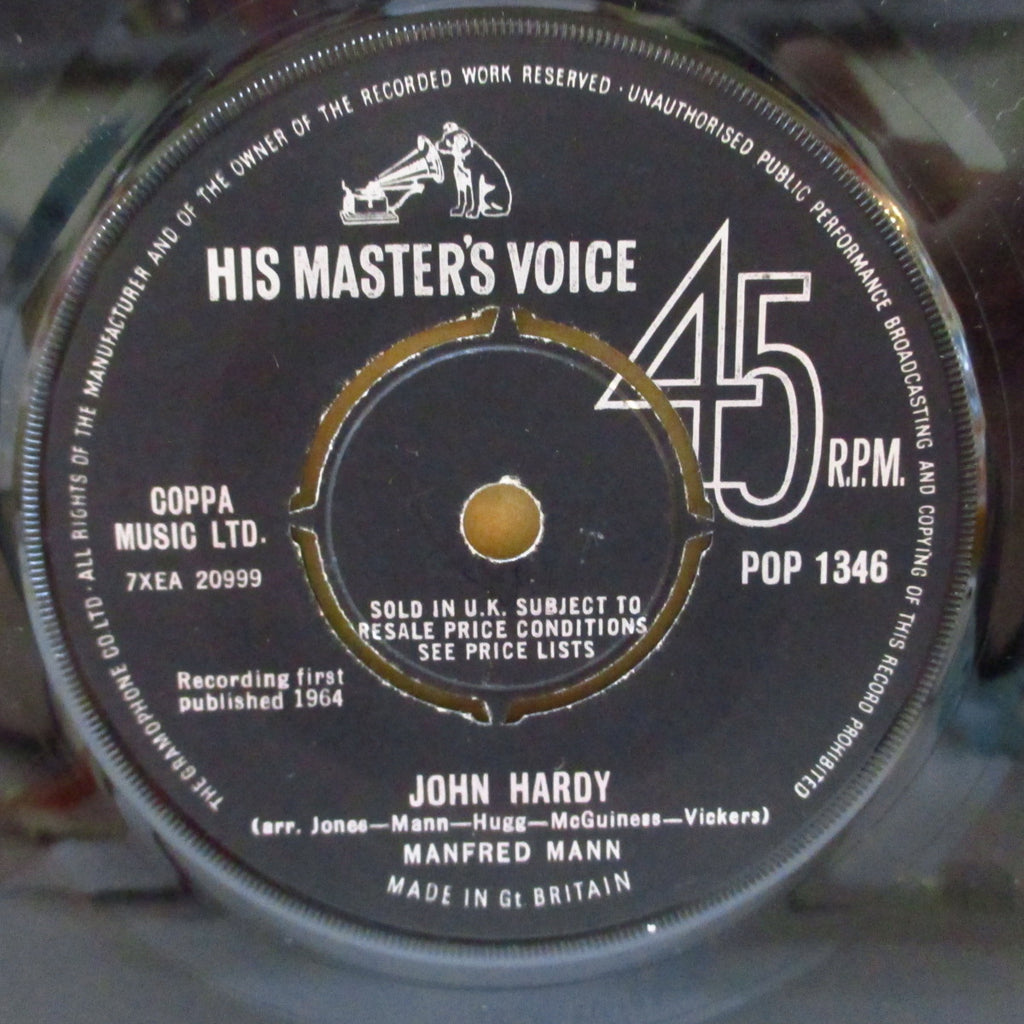 THE GRAMOPHONE CO LTD · ALL RIGHTS OF THE MANUFACTURER AND OF THE OWNER OF THE RECORDED WORK RESERVED · UNAUTHORISED PUBLIC PERFORMANCE BROADCASTING AND COPYING OF THIS RECORD PROHIBITED
HIS MASTER'S VOICE
45
R.P.M.
COPPA
MUSIC LTD.
7XEA 20999
POP 1346
SOLD IN U.K. SUBJECT TO
RESALE PRICE CONDITIONS
SEE PRICE LISTS
Recording first
published 1964
JOHN HARDY
(arr. Jones—Mann—Hugg—McGuiness—Vickers)
MANFRED MANN
MADE IN Gt BRITAIN